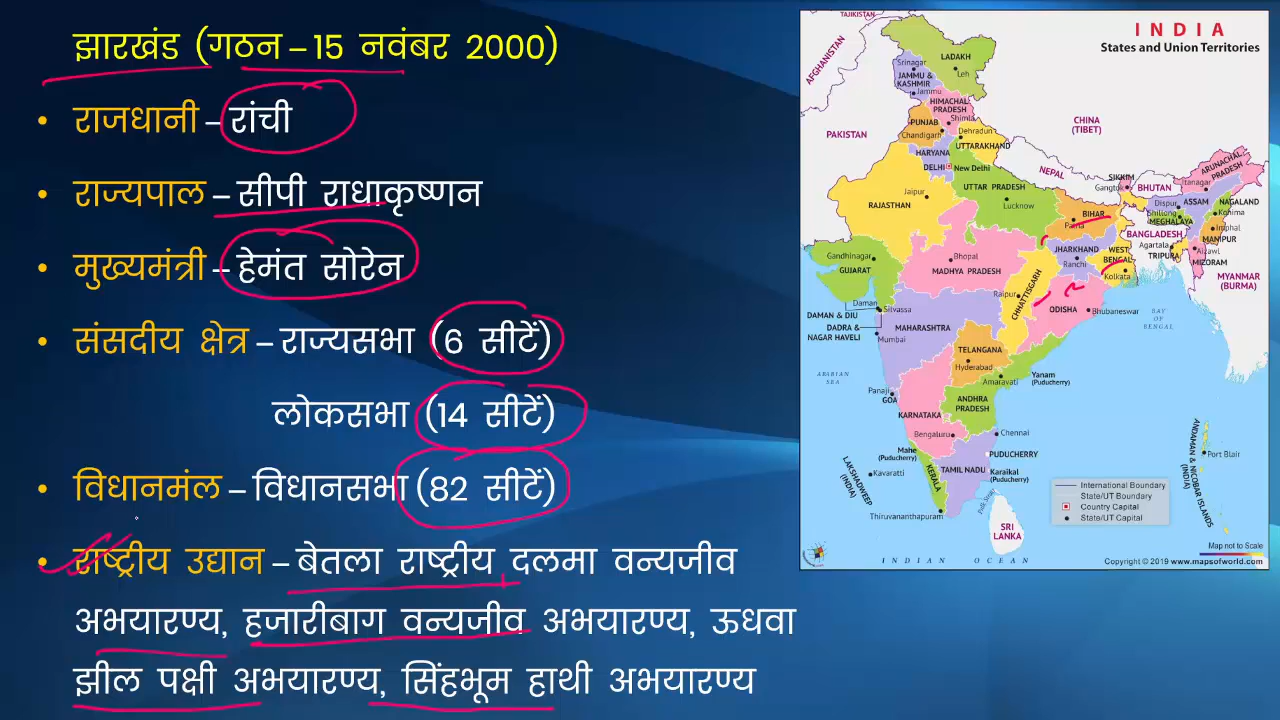 झारखंड (गठन – 15 नवंबर 2000)
• राजधानी – रांची
• राज्यपाल – सीपी राधाकृष्णन
• मुख्यमंत्री – हेमंत सोरेन
• संसदीय क्षेत्र – राज्यसभा (6 सीटें)
लोकसभा (14 सीटें)
• विधानमंल – विधानसभा (82 सीटें)
• राष्ट्रीय उद्यान – बेतला राष्ट्रीय दलमा वन्यजीव
अभयारण्य, हजारीबाग वन्यजीव अभयारण्य, ऊधवा
झील पक्षी अभयारण्य, सिंहभूम हाथी अभयारण्य
INDIA
States and Union Territories
TAJIKISTAN
AFGHANISTAN
LADAKH
Srinagar
Leh
JAMMU &
KASHMIR
Jammu
HIMACHAL
PRADESH
Shimla
PUNJAB
Chandigarh
Dehradun
UTTARAKHAND
CHINA
(TIBET)
PAKISTAN
HARYANA
DELHI
New Delhi
NEPAL
SIKKIM
Gangtok
BHUTAN
ARUNACHAL
PRADESH
Itanagar
UTTAR PRADESH
Jaipur
RAJASTHAN
Lucknow
BIHAR
Patna
Dispur
ASSAM
NAGALAND
Kohima
Shillong
MEGHALAYA
Imphal
MANIPUR
BANGLADESH
Agartala
TRIPURA
Aizawl
MIZORAM
MYANMAR
(BURMA)
Gandhinagar
GUJARAT
Bhopal
MADHYA PRADESH
JHARKHAND
Ranchi
WEST
BENGAL
Kolkata
CHHATTISGARH
Raipur
ODISHA
Bhubaneswar
BAY
OF
BENGAL
Daman
Silvassa
DAMAN & DIU
DADRA &
NAGAR HAVELI
MAHARASHTRA
Mumbai
TELANGANA
Hyderabad
ARABIAN
SEA
Amaravati
Yanam
(Puducherry)
Panaji
GOA
ANDHRA
PRADESH
KARNATAKA
Bengaluru
Chennai
Mahe
(Puducherry)
PUDUCHERRY
LAKSHADWEEP
(INDIA)
Kavaratti
KERALA
TAMIL NADU
Karaikal
(Puducherry)
Thiruvananthapuram
Palk Strait
SRI
LANKA
ANDAMAN & NICOBAR ISLANDS
(INDIA)
Port Blair
International Boundary
State/UT Boundary
Country Capital
State/UT Capital
INDIAN OCEAN
Map not to Scale
Copyright © 2019 www.mapsofworld.com